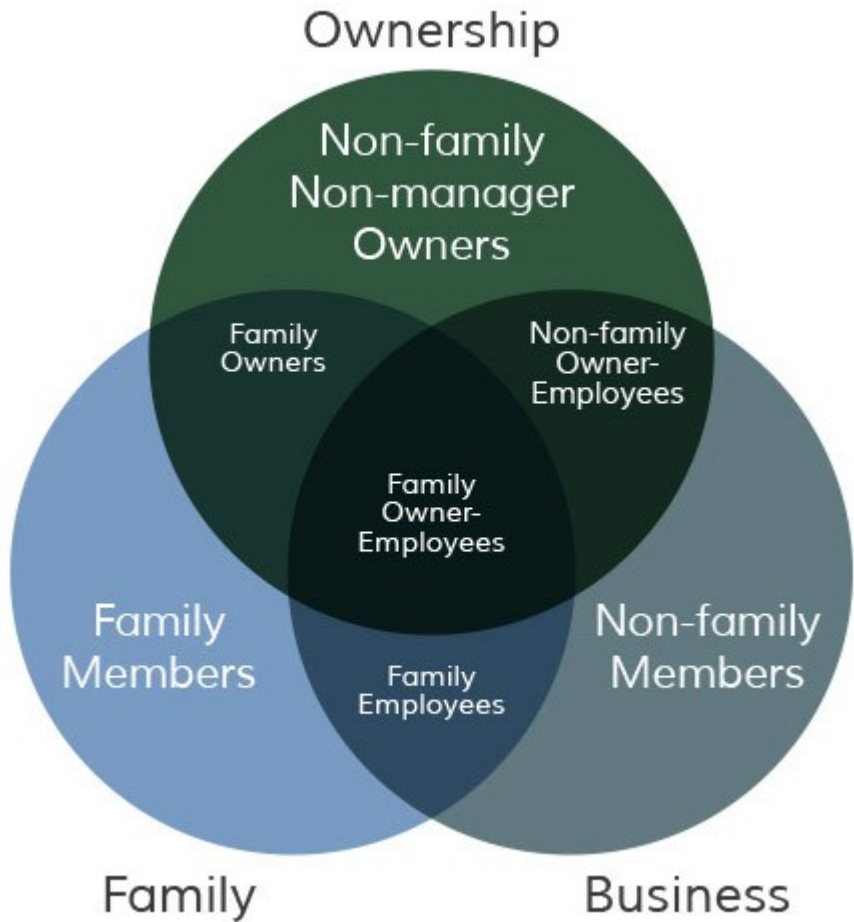 Ownership
Non-family
Non-manager
Owners
Family
Owners
Non-family
Owner-
Employees
Family
Owner-
Employees
Family
Members
Non-family
Members
Family
Employees
Family
Business